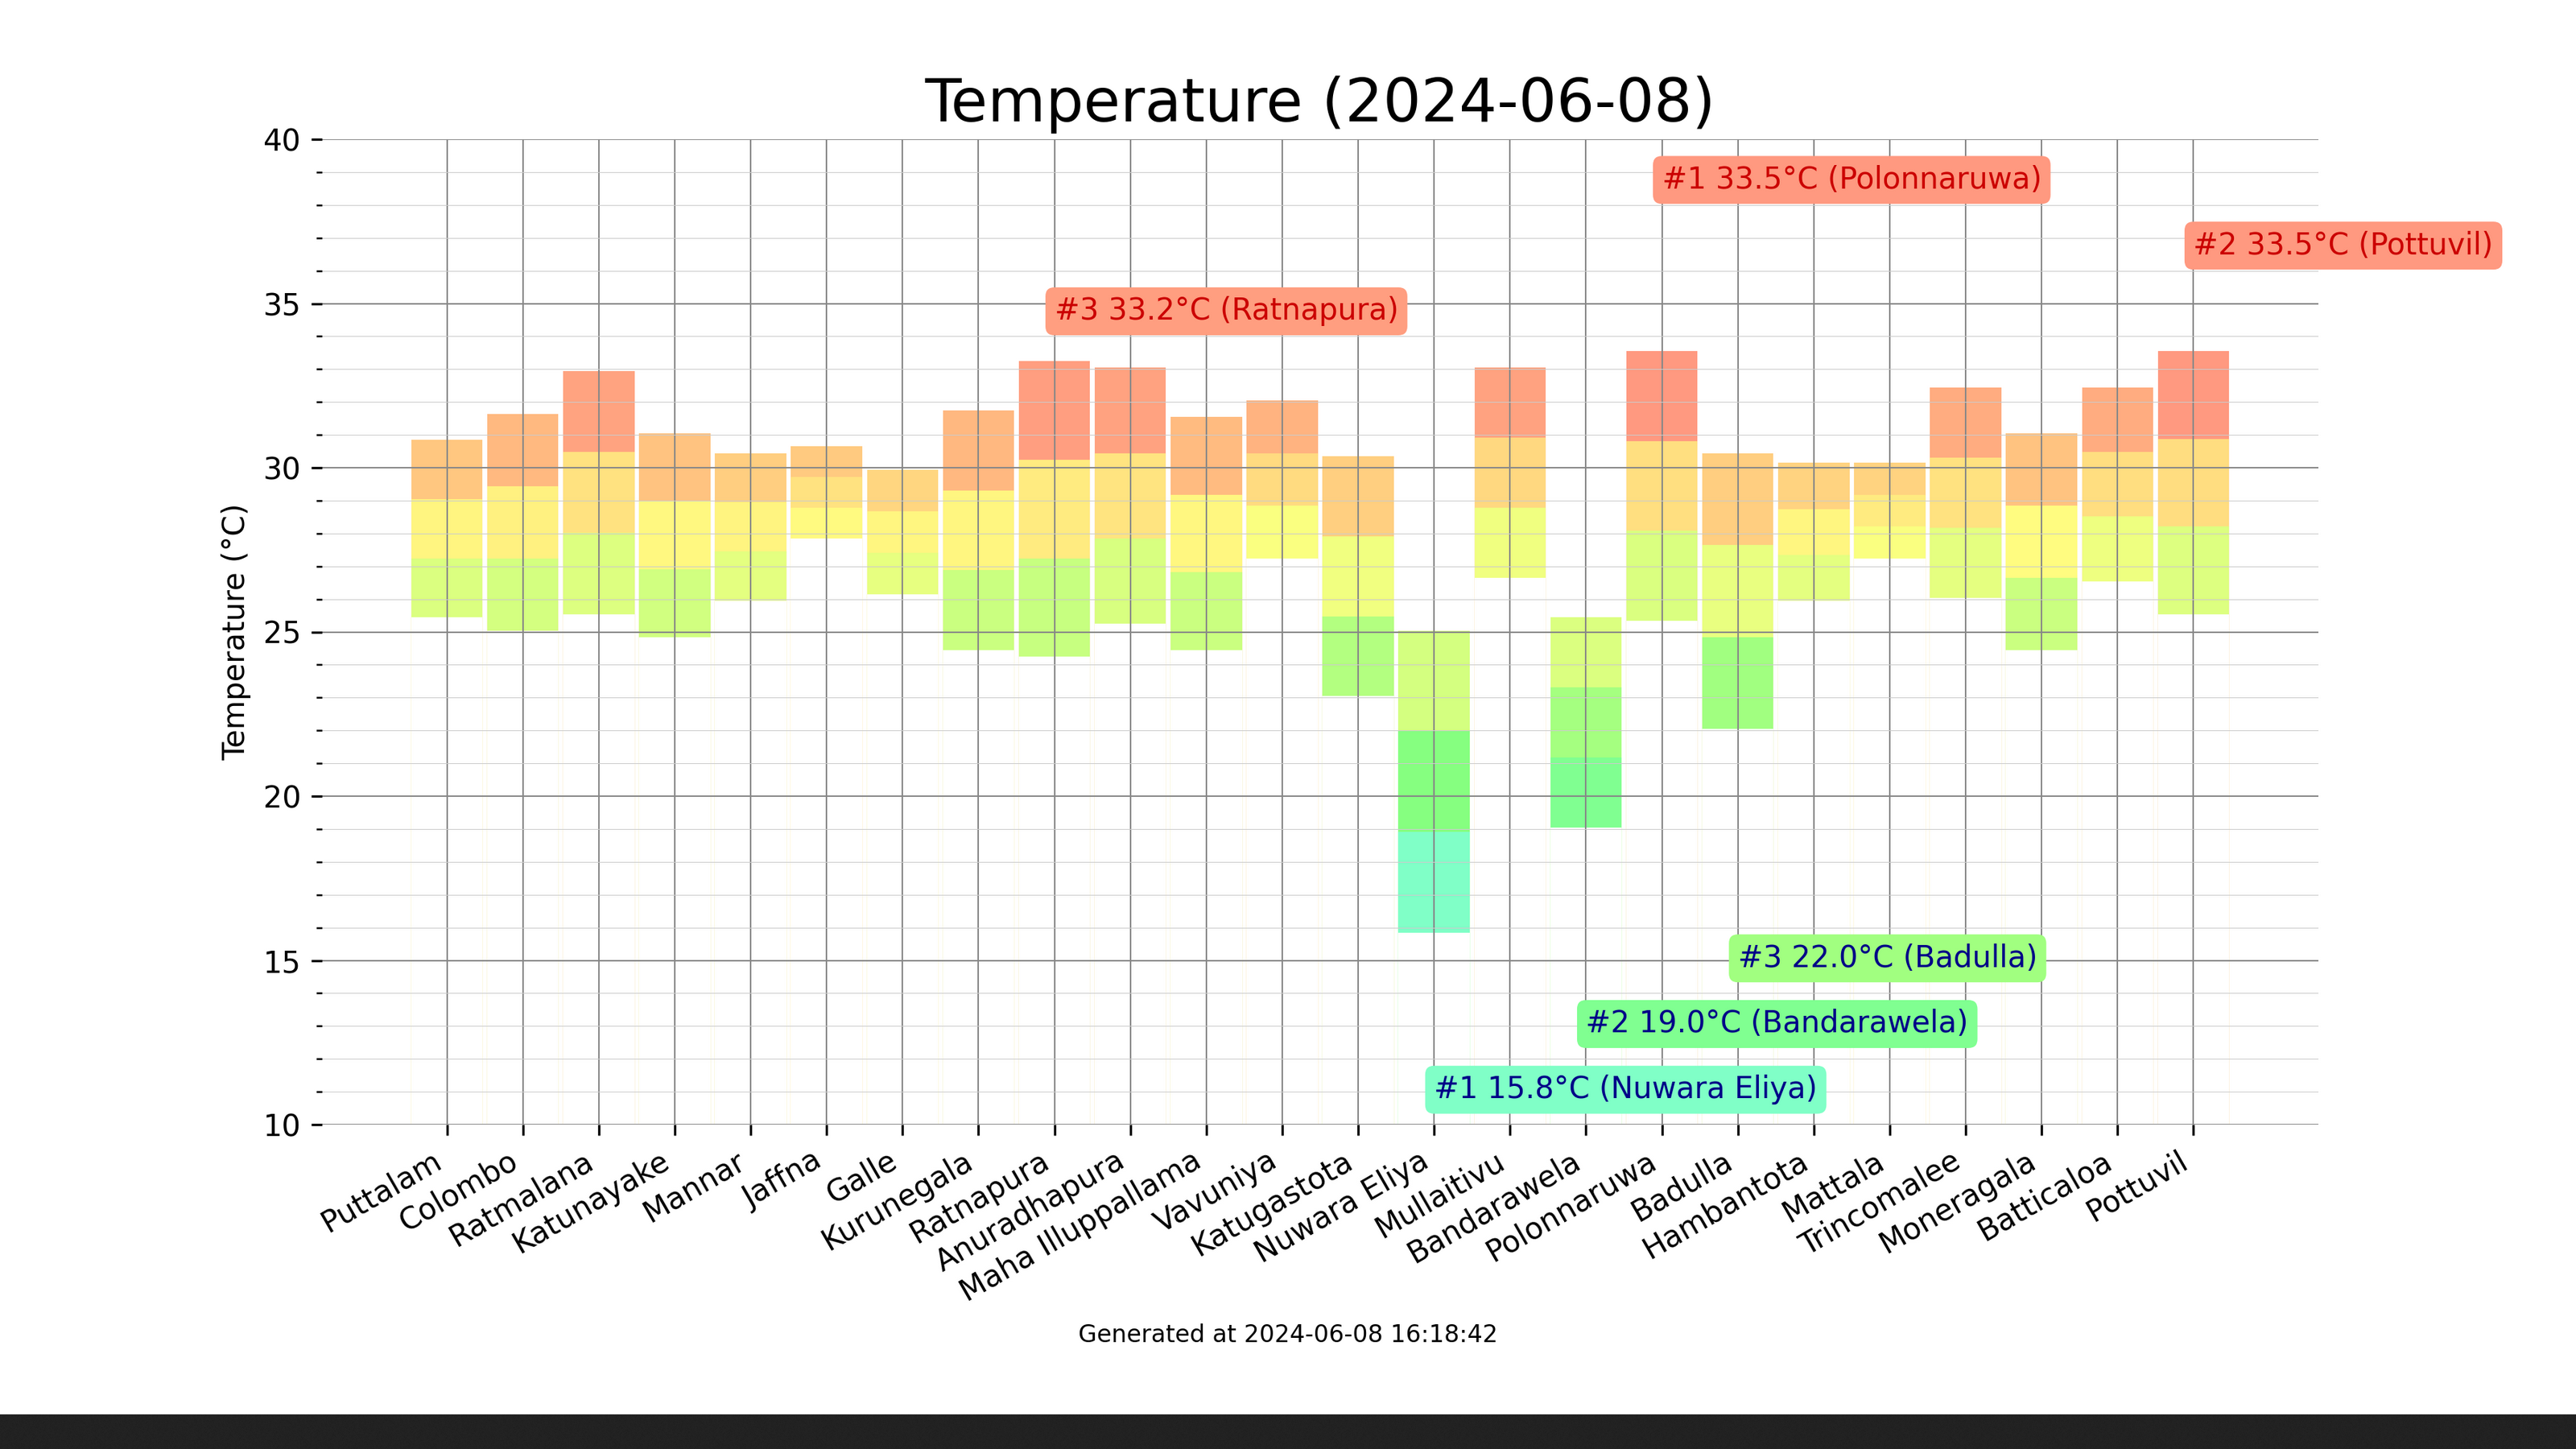 Temperature (2024-06-08)
40
35
30
25
20
15
10
Temperature (°C)
#1 33.5°C (Polonnaruwa)
#2 33.5°C (Pottuvil)
#3 33.2°C (Ratnapura)
#3 22.0°C (Badulla)
#2 19.0°C (Bandarawela)
#1 15.8°C (Nuwara Eliya)
Puttalam
Colombo
Ratmalana
Katunayake
Mannar
Jaffna
Galle
Kurunegala
Ratnapura
Anuradhapura
Maha Illuppallama
Vavuniya
Katugastota
Nuwara Eliya
Mullaitivu
Bandarawela
Polonnaruwa
Badulla
Hambantota
Mattala
Trincomalee
Moneragala
Batticaloa
Pottuvil
Generated at 2024-06-08 16:18:42